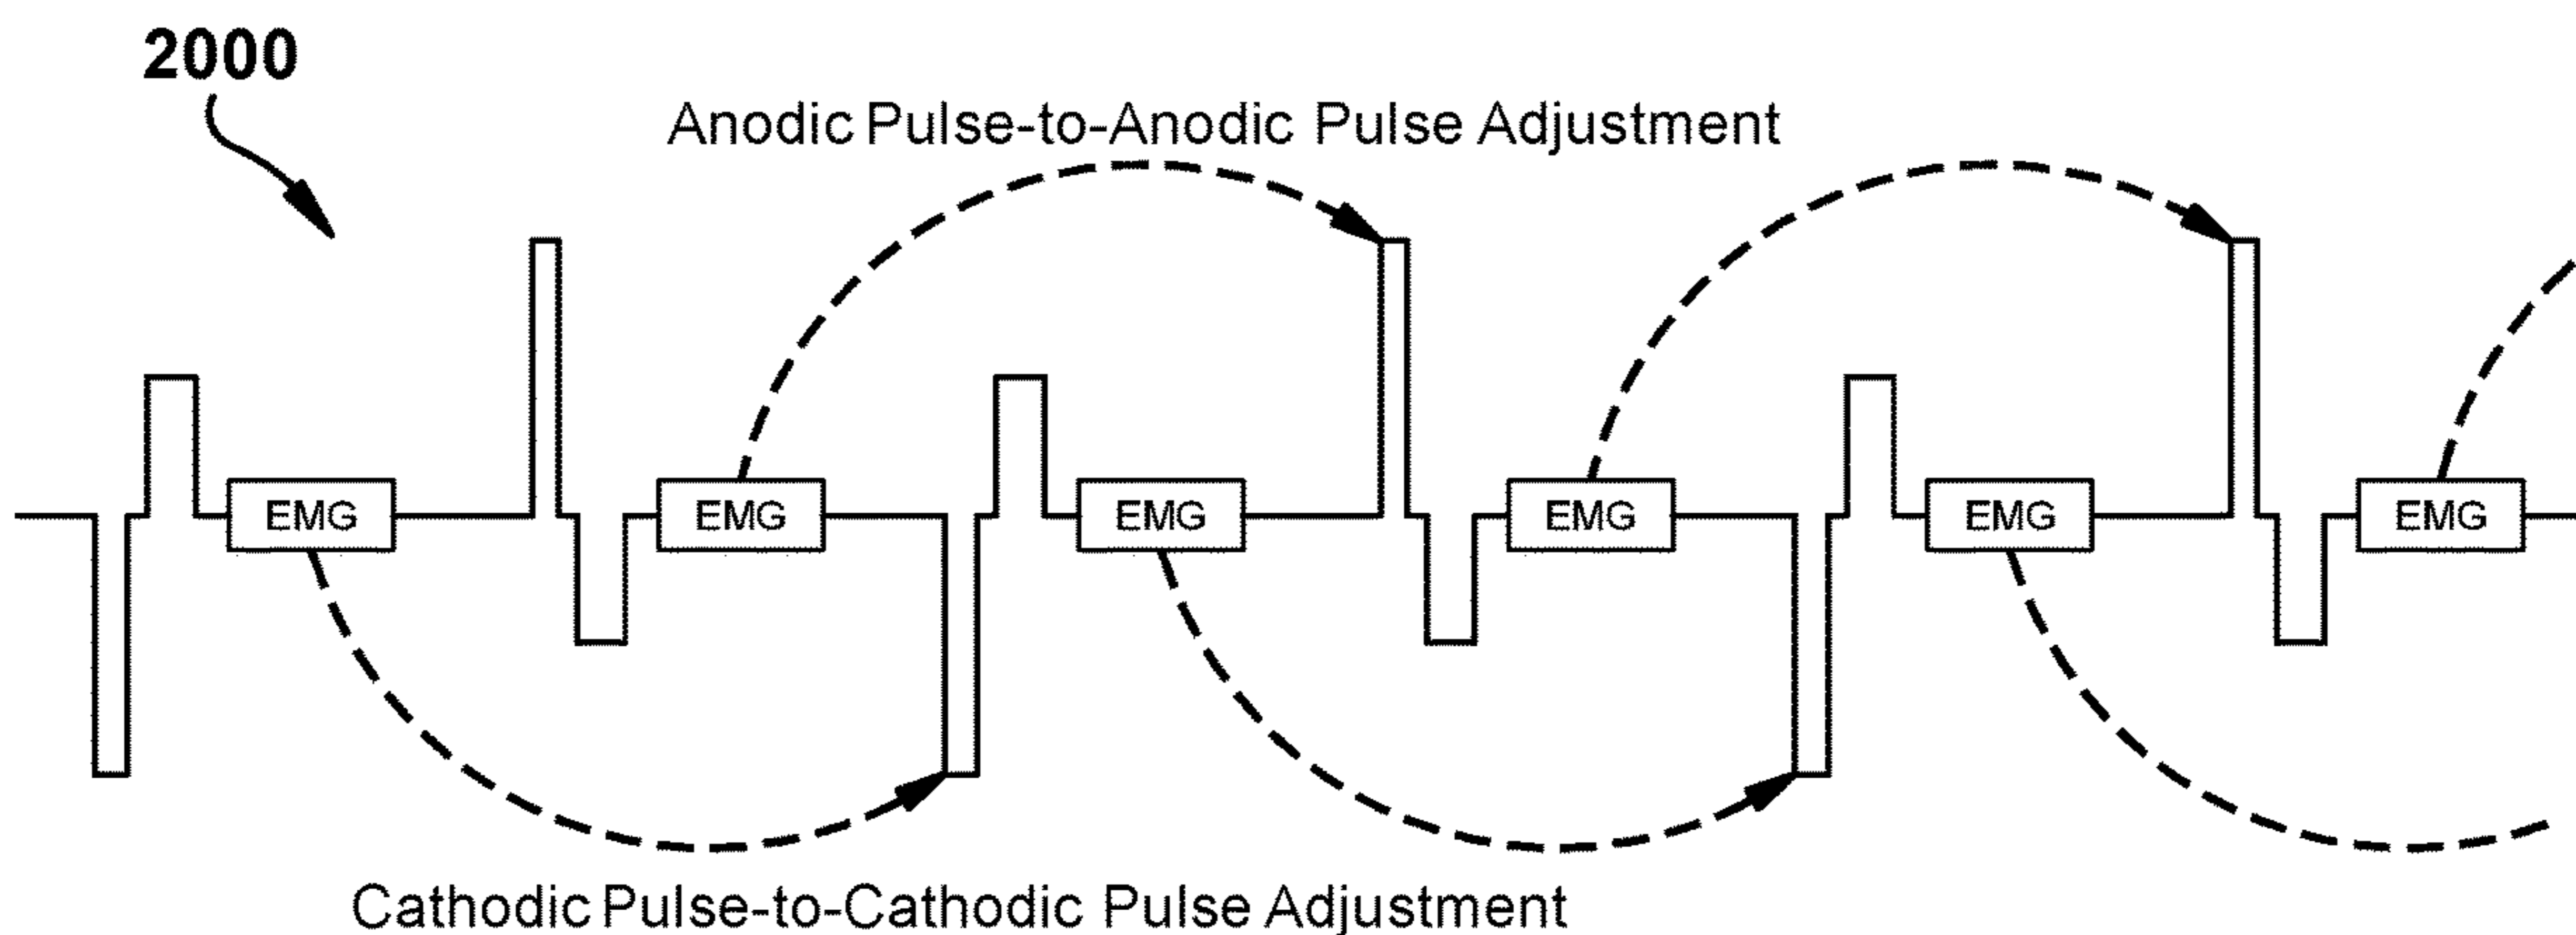 2000
Anodic Pulse-to-Anodic Pulse Adjustment
EMG EMG EMG EMG EMG EMG
Cathodic Pulse-to-Cathodic Pulse Adjustment